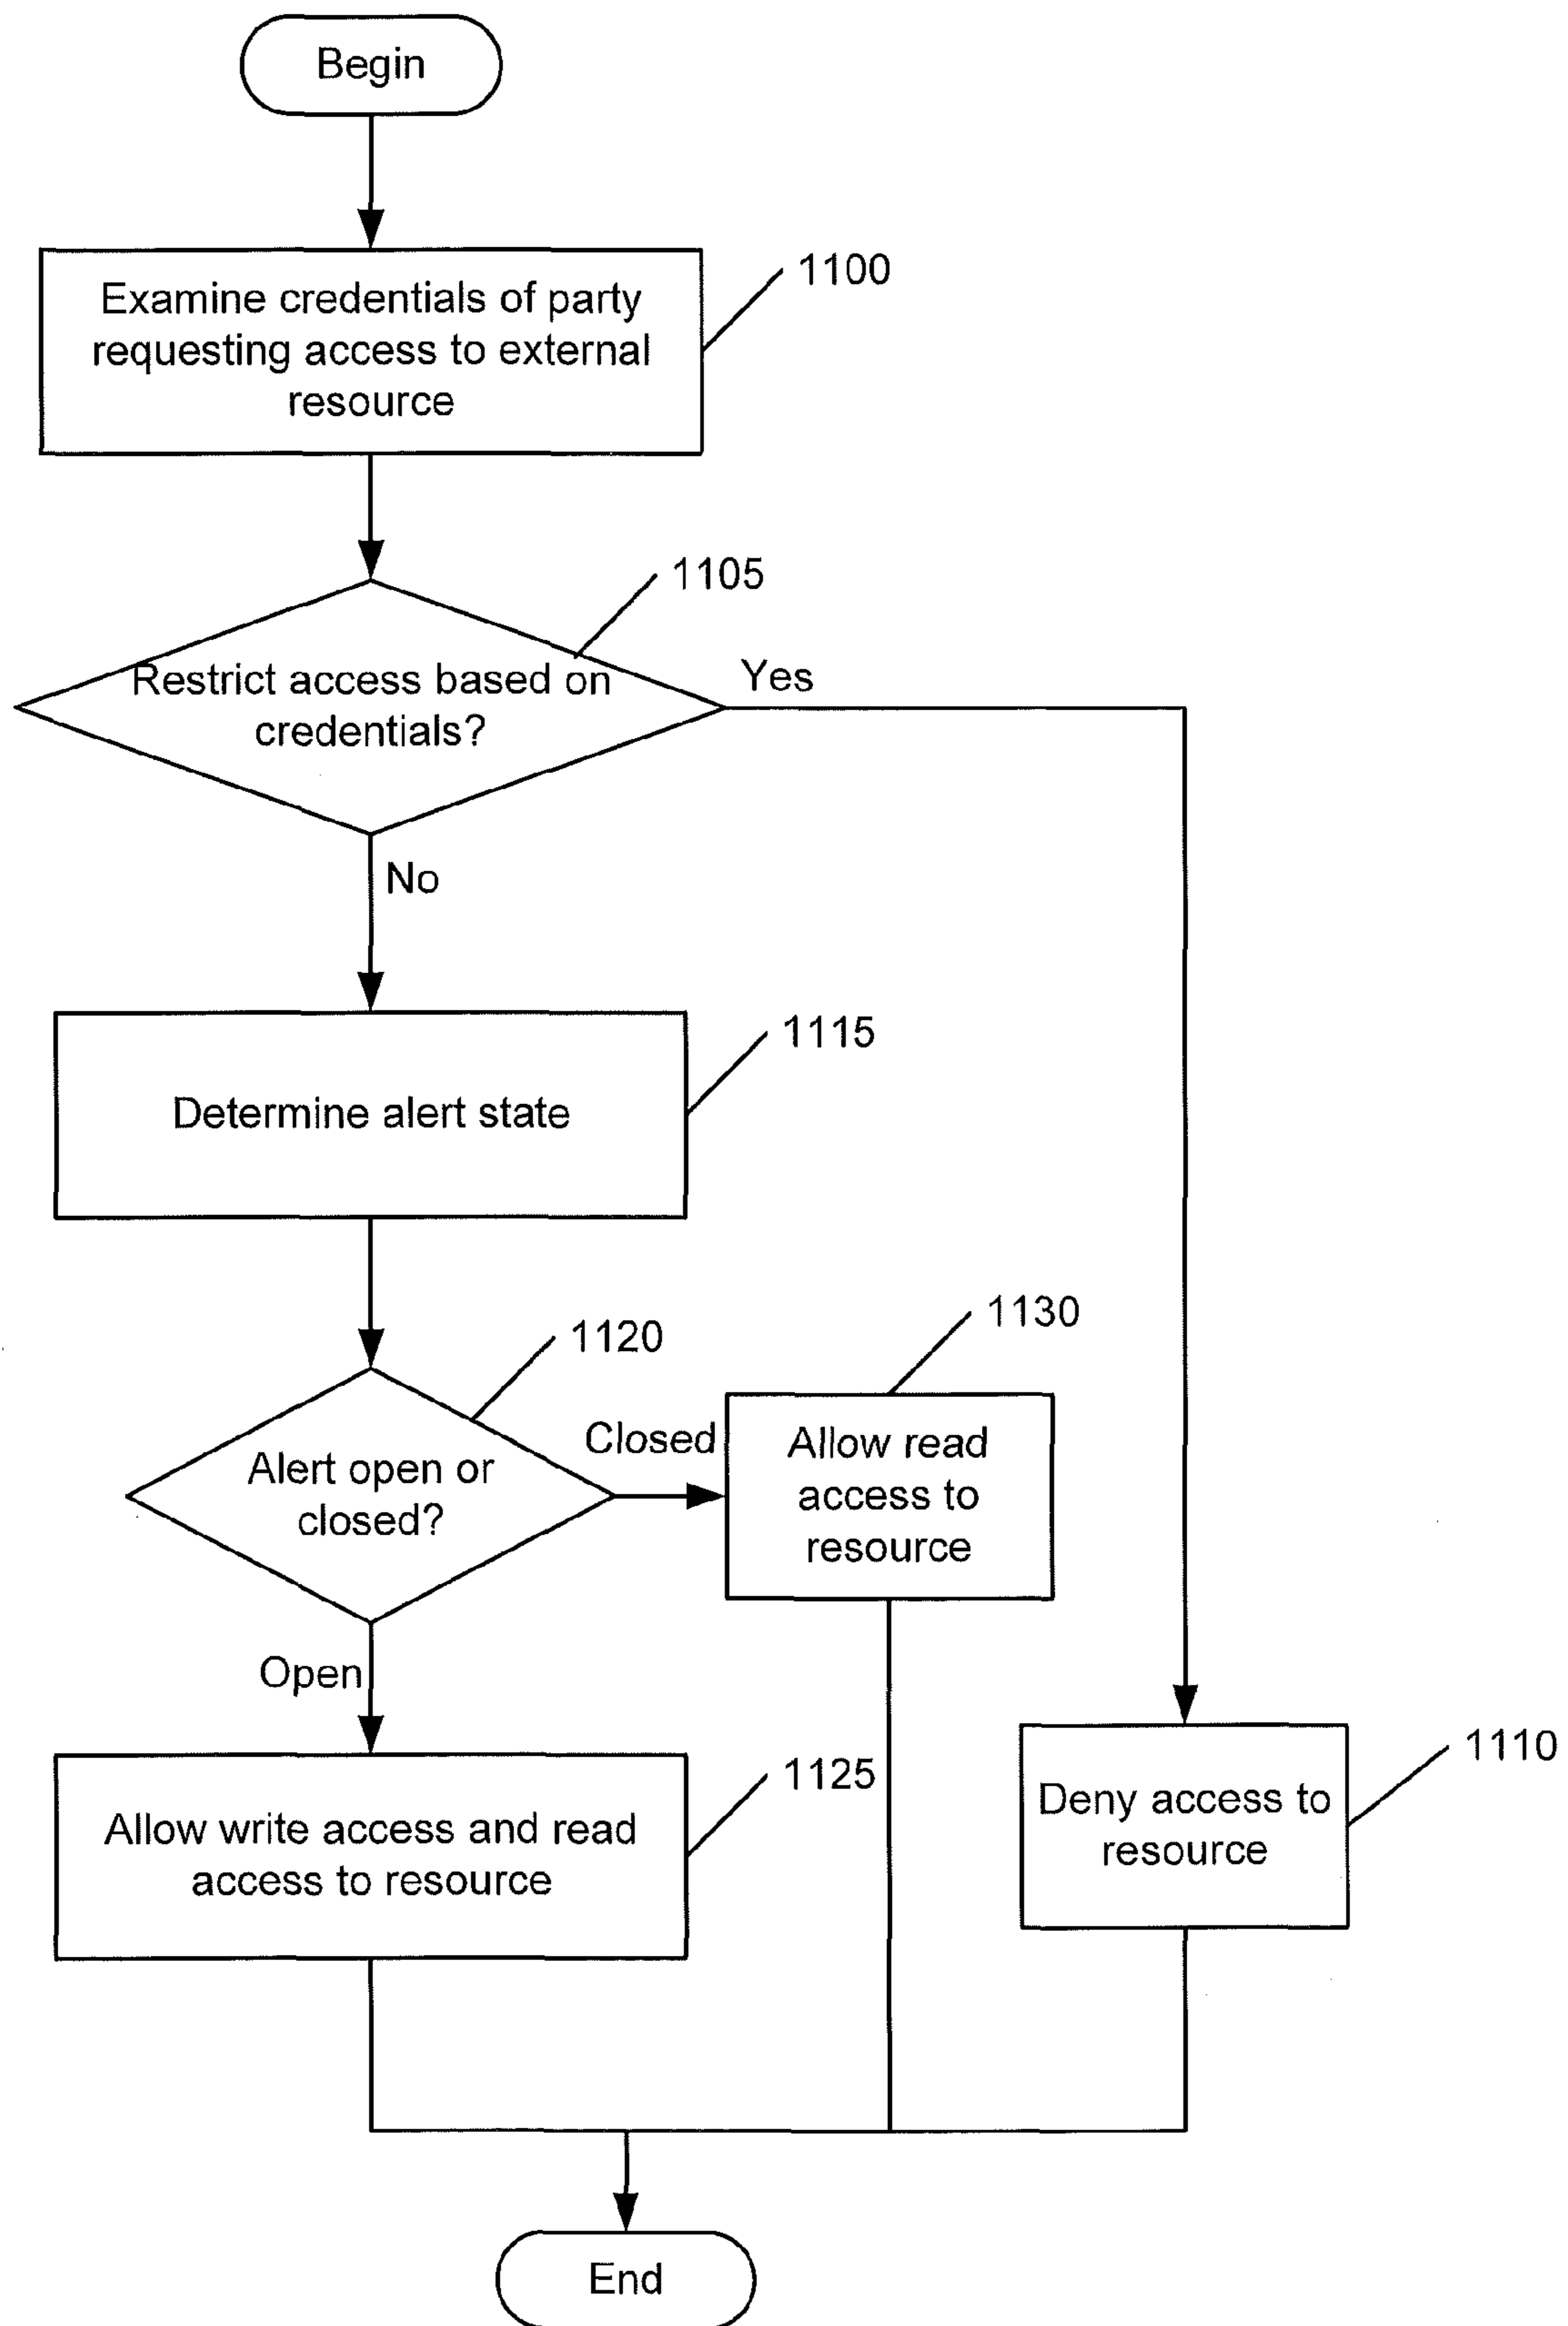 Begin
1100
Examine credentials of party
requesting access to external
resource
1105
Restrict access based on
credentials?
Yes
No
1115
Determine alert state
1120
1130
Alert open or
closed?
Closed
Allow read
access to
resource
Open
1125
1110
Allow write access and read
access to resource
Deny access to
resource
End